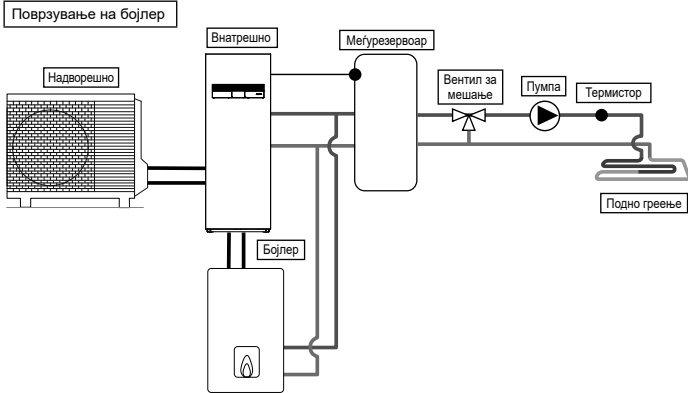 Поврзување на бојлер
Внатрешно
Меѓурезервоар
Надворешно
Вентил за
мешање
Пумпа
Термистор
Подно греење
Бојлер